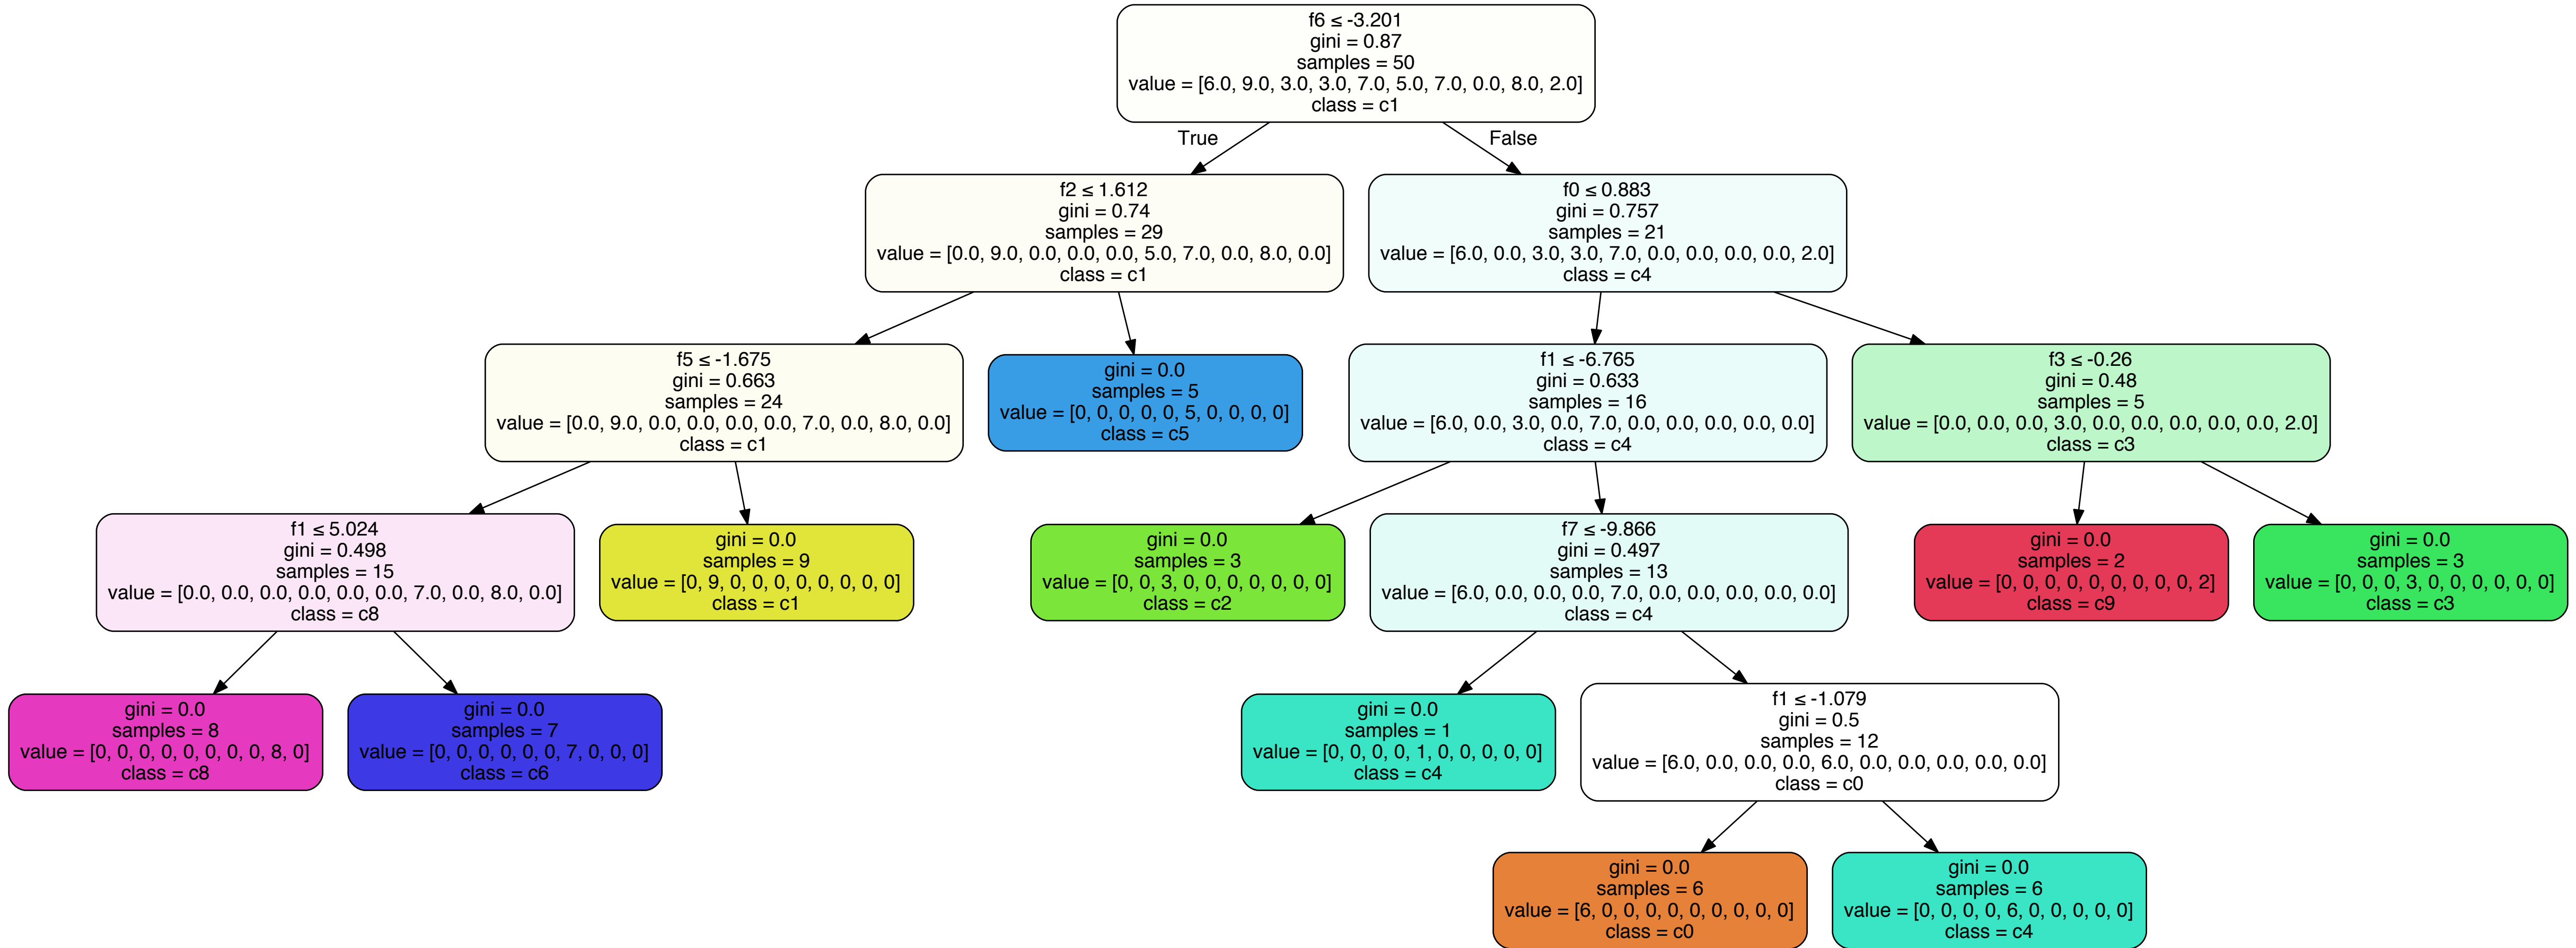 f6 ≤ -3.201
gini = 0.87
samples = 50
value = [6.0, 9.0, 3.0, 3.0, 7.0, 5.0, 7.0, 0.0, 8.0, 2.0]
class = c1
True
False
f2 ≤ 1.612
gini = 0.74
samples = 29
value = [0.0, 9.0, 0.0, 0.0, 0.0, 5.0, 7.0, 0.0, 8.0, 0.0]
class = c1
f0 ≤ 0.883
gini = 0.757
samples = 21
value = [6.0, 0.0, 3.0, 3.0, 7.0, 0.0, 0.0, 0.0, 0.0, 2.0]
class = c4
f5 ≤ -1.675
gini = 0.663
samples = 24
value = [0.0, 9.0, 0.0, 0.0, 0.0, 0.0, 7.0, 0.0, 8.0, 0.0]
class = c1
gini = 0.0
samples = 5
value = [0, 0, 0, 0, 0, 5, 0, 0, 0, 0]
class = c5
f1 ≤ -6.765
gini = 0.633
samples = 16
value = [6.0, 0.0, 3.0, 0.0, 7.0, 0.0, 0.0, 0.0, 0.0, 0.0]
class = c4
f3 ≤ -0.26
gini = 0.48
samples = 5
value = [0.0, 0.0, 0.0, 3.0, 0.0, 0.0, 0.0, 0.0, 0.0, 2.0]
class = c3
f1 ≤ 5.024
gini = 0.498
samples = 15
value = [0.0, 0.0, 0.0, 0.0, 0.0, 0.0, 7.0, 0.0, 8.0, 0.0]
class = c8
gini = 0.0
samples = 9
value = [0, 9, 0, 0, 0, 0, 0, 0, 0, 0]
class = c1
gini = 0.0
samples = 3
value = [0, 0, 3, 0, 0, 0, 0, 0, 0, 0]
class = c2
f7 ≤ -9.866
gini = 0.497
samples = 13
value = [6.0, 0.0, 0.0, 0.0, 7.0, 0.0, 0.0, 0.0, 0.0, 0.0]
class = c4
gini = 0.0
samples = 2
value = [0, 0, 0, 0, 0, 0, 0, 0, 0, 2]
class = c9
gini = 0.0
samples = 3
value = [0, 0, 0, 3, 0, 0, 0, 0, 0, 0]
class = c3
gini = 0.0
samples = 8
value = [0, 0, 0, 0, 0, 0, 0, 0, 8, 0]
class = c8
gini = 0.0
samples = 7
value = [0, 0, 0, 0, 0, 0, 7, 0, 0, 0]
class = c6
gini = 0.0
samples = 1
value = [0, 0, 0, 0, 1, 0, 0, 0, 0, 0]
class = c4
f1 ≤ -1.079
gini = 0.5
samples = 12
value = [6.0, 0.0, 0.0, 0.0, 6.0, 0.0, 0.0, 0.0, 0.0, 0.0]
class = c0
gini = 0.0
samples = 6
value = [6, 0, 0, 0, 0, 0, 0, 0, 0, 0]
class = c0
gini = 0.0
samples = 6
value = [0, 0, 0, 0, 6, 0, 0, 0, 0, 0]
class = c4